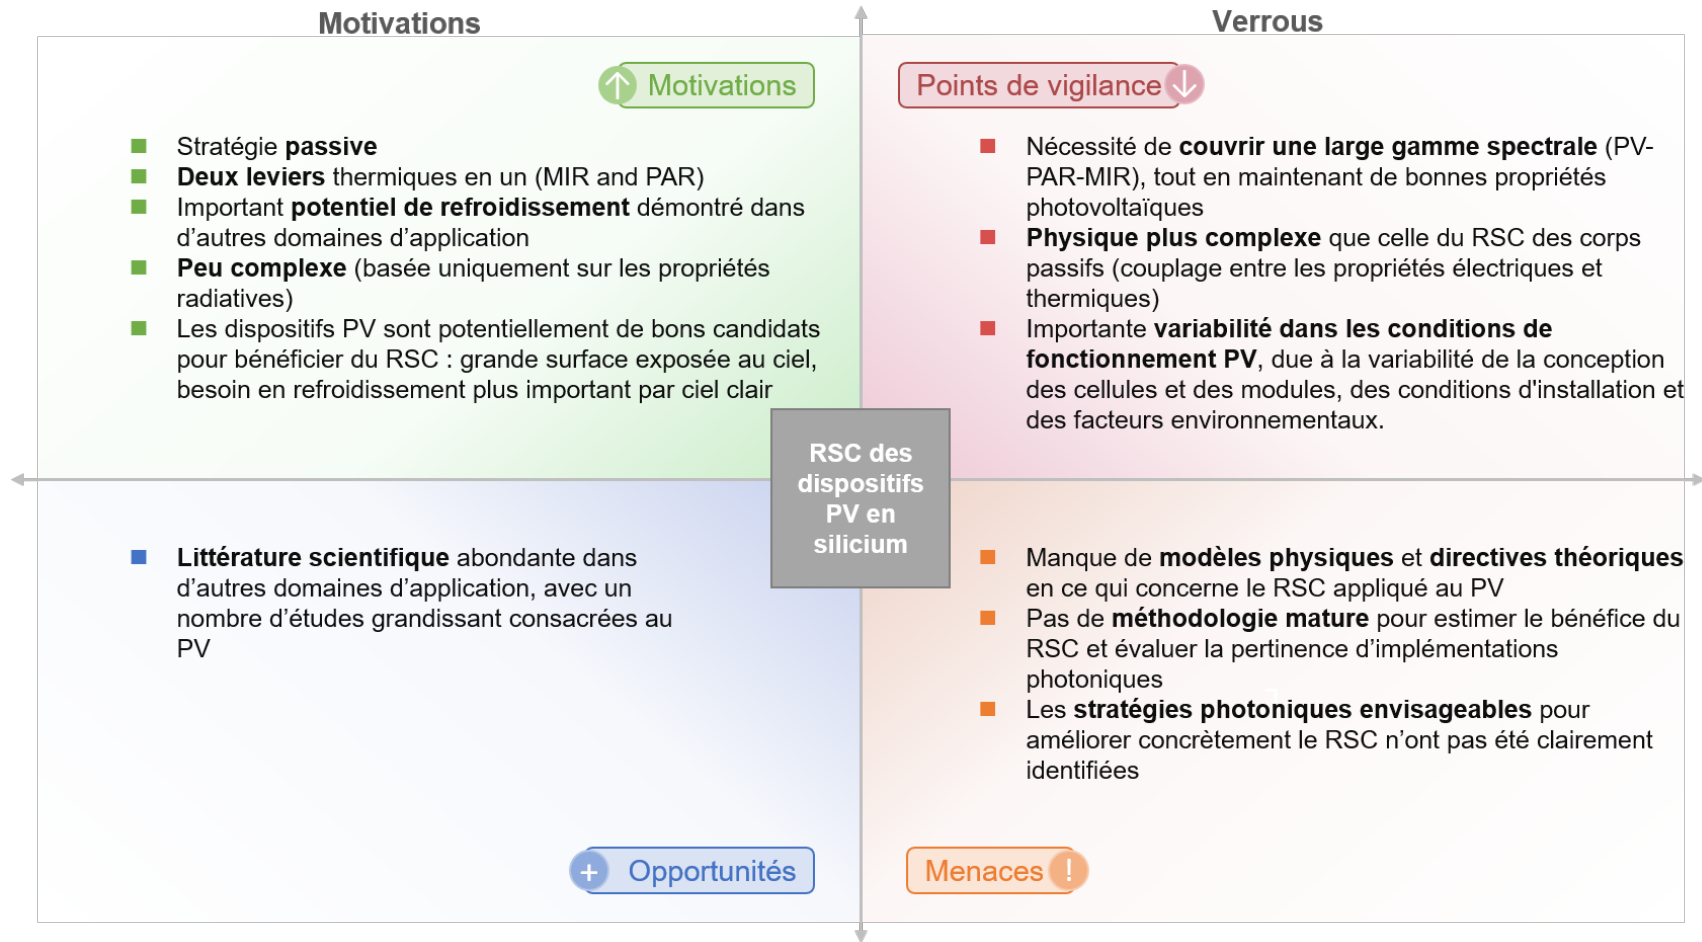 Motivations
Verrous
Motivations
Stratégie passive
Deux leviers thermiques en un (MIR and PAR)
Important potentiel de refroidissement démontré dans
d’autres domaines d’application
Peu complexe (basée uniquement sur les propriétés
radiatives)
Les dispositifs PV sont potentiellement de bons candidats
pour bénéficier du RSC : grande surface exposée au ciel,
besoin en refroidissement plus important par ciel clair
Points de vigilance
Nécessité de couvrir une large gamme spectrale (PV-
PAR-MIR), tout en maintenant de bonnes propriétés
photovoltaïques
Physique plus complexe que celle du RSC des corps
passifs (couplage entre les propriétés électriques et
thermiques)
Importante variabilité dans les conditions de
fonctionnement PV, due à la variabilité de la conception
des cellules et des modules, des conditions d'installation et
des facteurs environnementaux.
RSC des
dispositifs
PV en
silicium
Littérature scientifique abondante dans
d’autres domaines d’application, avec un
nombre d’études grandissant consacrées au
PV
+ Opportunités
Manque de modèles physiques et directives théoriques
en ce qui concerne le RSC appliqué au PV
Pas de méthodologie mature pour estimer le bénéfice du
RSC et évaluer la pertinence d’implémentations
photoniques
Les stratégies photoniques envisageables pour
améliorer concrètement le RSC n’ont pas été clairement
identifiées
Menaces !